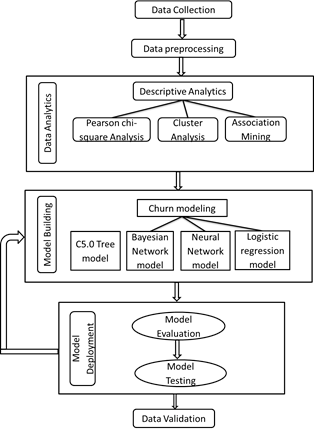 Data Collection
Data preprocessing
Data Analytics
Descriptive Analytics
Pearson chi-
square Analysis
Cluster
Analysis
Association
Mining
Model Building
Churn modeling
C5.0 Tree
model
Bayesian
Network
model
Neural
Network
model
Logistic
regression
model
Model
Deployment
Model
Evaluation
Model
Testing
Data Validation